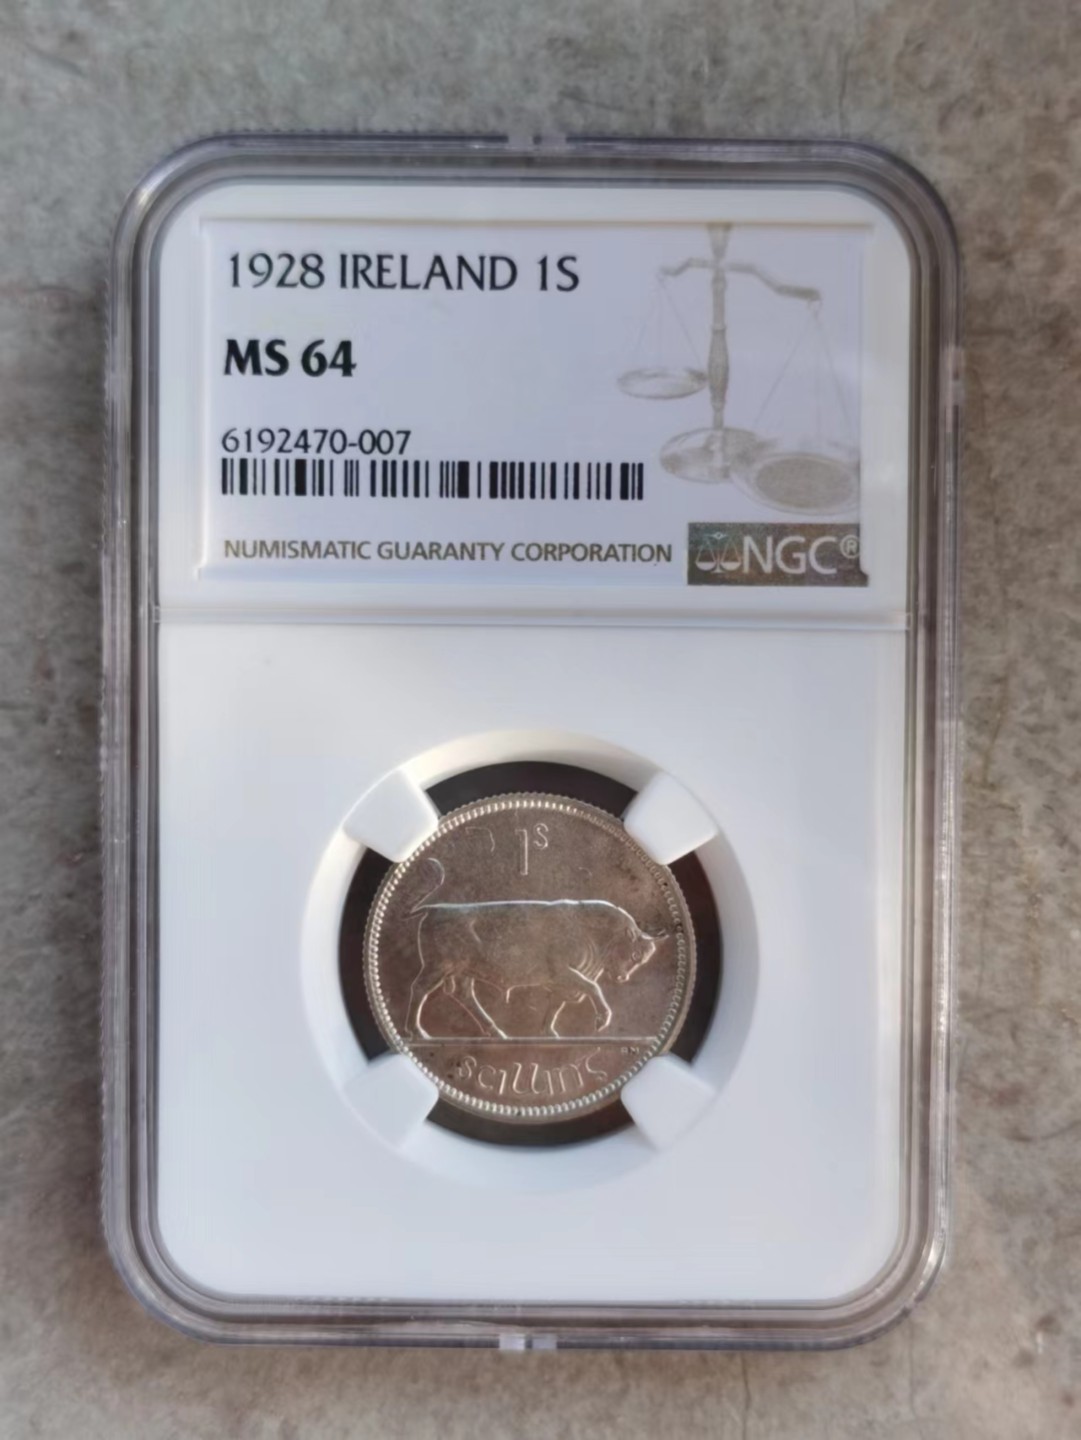 1928 IRELAND 1S
MS 64
6192470-007
NUMISMATIC GUARANTY CORPORATION
NGC®
1S
scilling